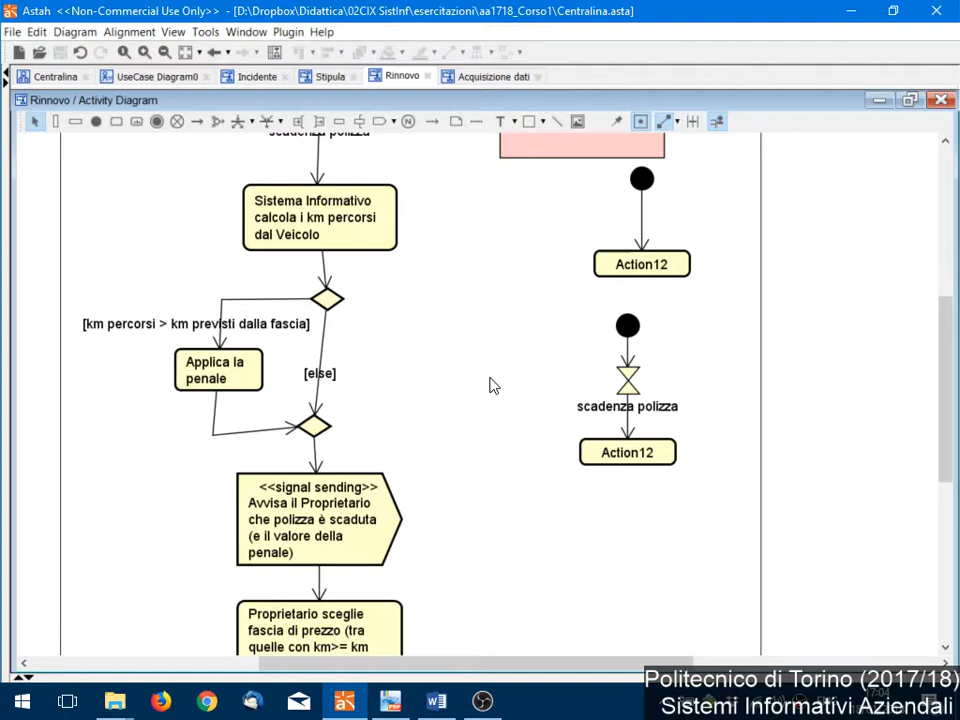 Astah <<Non-Commercial Use Only>> - [D:\Dropbox\Didattica\02CIX SistInf\esercitazioni\aa1718_Corso1\Centralina.asta]
File Edit Diagram Alignment View Tools Window Plugin Help
Centralina UseCase Diagram0 Incidente Stipula Rinnovo Acquisizione dati
Rinnovo / Activity Diagram
scadenza polizza
Sistema Informativo
calcola i km percorsi
dal Veicolo
Action12
[km percorsi > km previsti dalla fascia]
Applica la
penale
[else]
scadenza polizza
Action12
<<signal sending>>
Avvisa il Proprietario
che polizza è scaduta
(e il valore della
penale)
Proprietario sceglie
fascia di prezzo (tra
quelle con km>= km
Politecnico di Torino (2017/18)
17:04
Sistemi Informativi Aziendali